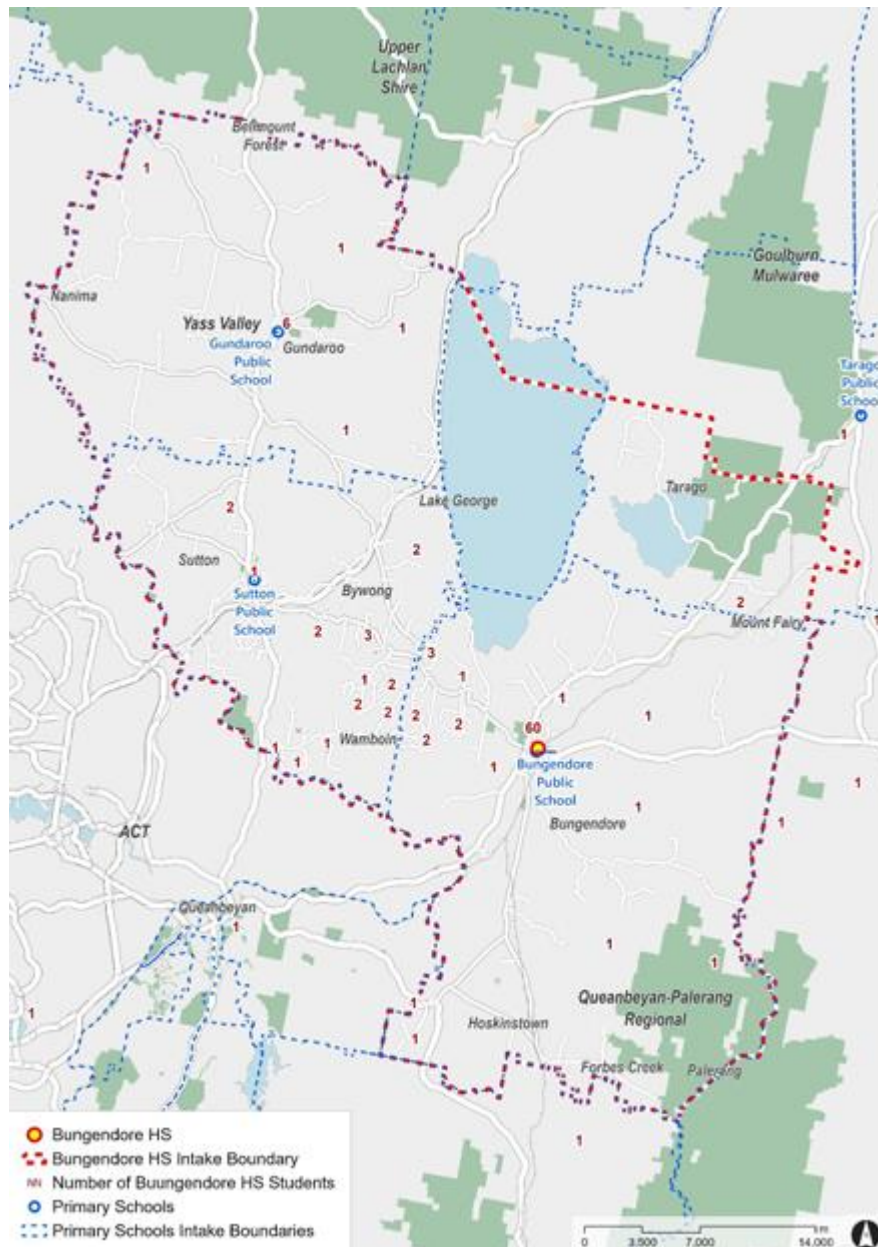 Upper
Lachlan
Shire
Bellmount
Forest
1
1
Goulburn
Mulwaree
Nanima
Yass Valley
6
Gundaroo
Public
School
Gundaroo
1
Tarago
Public
School
1
1
Tarago
Lake George
2
Sutton
2
Sutton
Public
School
Bywong
2
Mount Fairy
1
2
3
3
1
2
1
2
2
2
2
2
1
1
Wamboin
1
1
1
60
Bungendore
Public
School
1
1
1
1
Bungendore
ACT
Queanbeyan
1
1
1
Queanbeyan-Palerang
Regional
1
1
1
Hoskinstown
Forbes Creek
Palerang
1
Bungendore HS
Bungendore HS Intake Boundary
NN Number of Buungendore HS Students
Primary Schools
Primary Schools Intake Boundaries
m
0 3,500 7,000 14,000